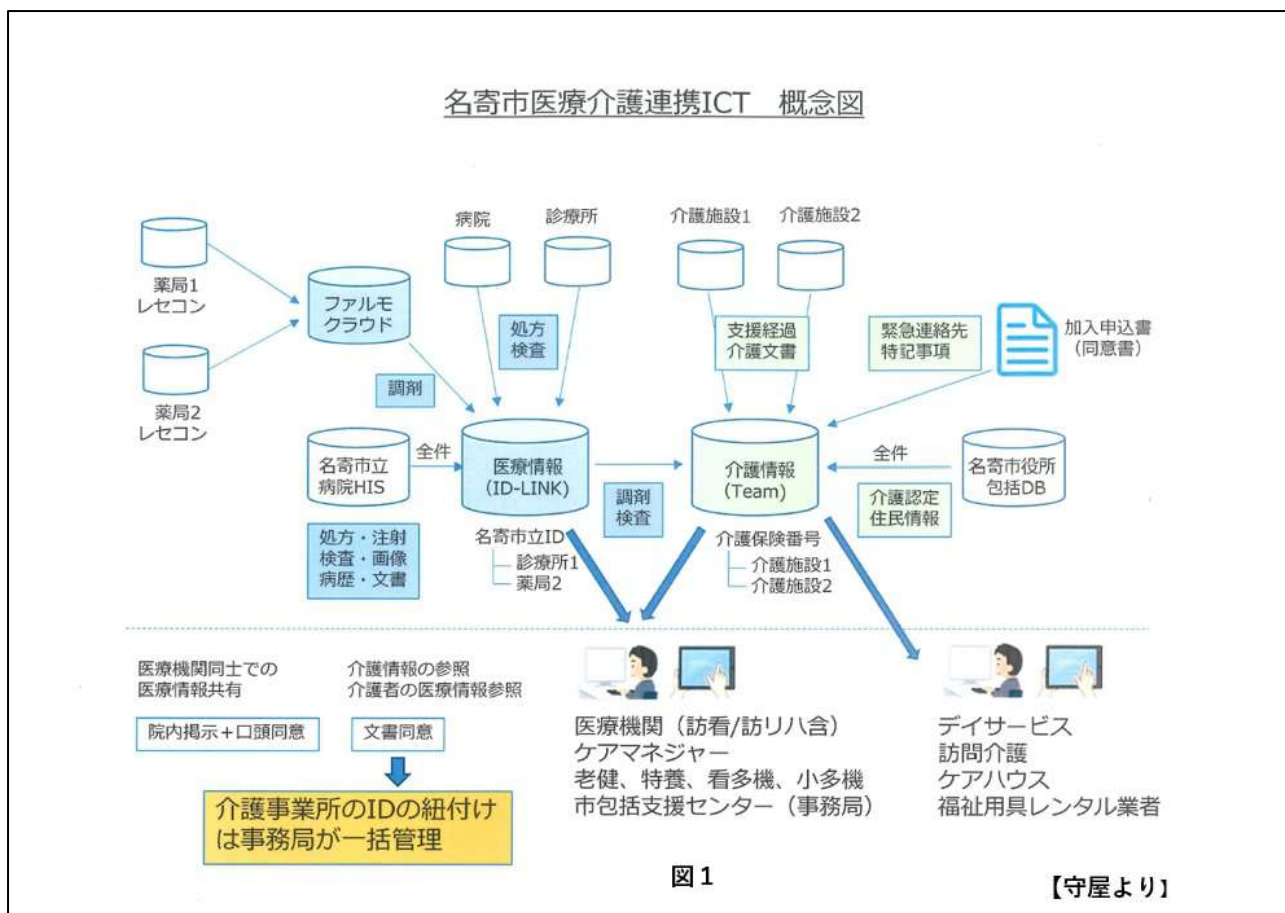 名寄市医療介護連携ICT　概念図
病院
診療所
介護施設1
介護施設2
薬局1
レセコン
ファルモ
クラウド
処方
検査
支援経過
介護文書
緊急連絡先
特記事項
加入申込書
（同意書）
薬局2
レセコン
調剤
名寄市立
病院HIS
全件
医療情報
(ID-LINK)
調剤
検査
介護情報
(Team)
全件
名寄市役所
包括DB
介護認定
住民情報
処方・注射
検査・画像
病歴・文書
名寄市立ID
診療所1
薬局2
介護保険番号
介護施設1
介護施設2
医療機関同士での
医療情報共有
院内掲示＋口頭同意
介護情報の参照
介護者の医療情報参照
文書同意
介護事業所のIDの紐付け
は事務局が一括管理
医療機関（訪看/訪リハ含）
ケアマネジャー
老健、特養、看多機、小多機
市包括支援センター（事務局）
デイサービス
訪問介護
ケアハウス
福祉用具レンタル業者
図1
【守屋より】